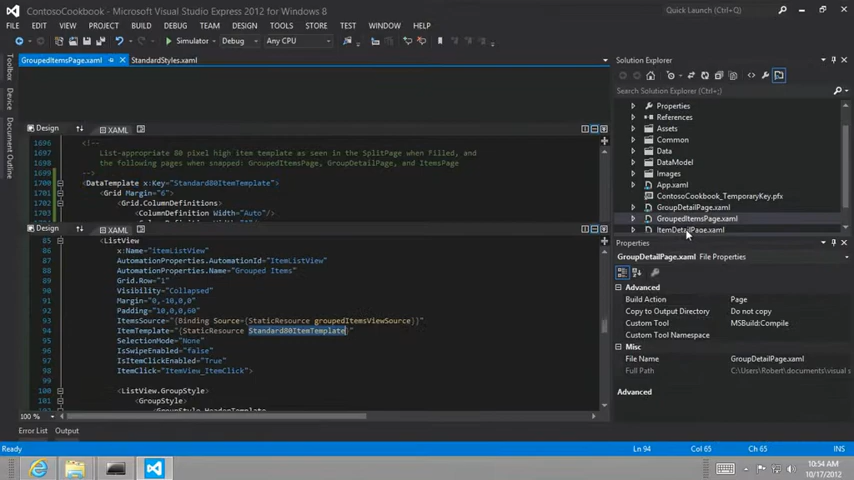 ContosoCookbook - Microsoft Visual Studio Express 2012 for Windows 8
Quick Launch (Ctrl+Q)
FILE EDIT VIEW PROJECT BUILD DEBUG TEAM DESIGN TOOLS STORE TEST WINDOW HELP
Simulator Debug Any CPU
Toolbox
Device
Document Outline
GroupedItemsPage.xaml StandardStyles.xaml
Design XAML
1696 <!--
1697 List-appropriate 80 pixel high item template as seen in the SplitPage when Filled, and
1698 the following pages when snapped: GroupedItemsPage, GroupDetailPage, and ItemsPage
1699 -->
1700 <DataTemplate x:Key="Standard80ItemTemplate">
1701 <Grid Margin="6">
1702 <Grid.ColumnDefinitions>
1703 <ColumnDefinition Width="Auto"/>
Design XAML
85 <ListView
86 x:Name="itemListView"
87 AutomationProperties.AutomationId="ItemListView"
88 AutomationProperties.Name="Grouped Items"
89 Grid.Row="1"
90 Visibility="Collapsed"
91 Margin="0,-10,0,0"
92 Padding="10,0,0,60"
93 ItemsSource="{Binding Source={StaticResource groupedItemsViewSource}}"
94 ItemTemplate="{StaticResource Standard80ItemTemplate}"
95 SelectionMode="None"
96 IsSwipeEnabled="false"
97 IsItemClickEnabled="True"
98 ItemClick="ItemView_ItemClick">
99
100 <ListView.GroupStyle>
101 <GroupStyle>
102 <GroupStyle.HeaderTemplate>
100 %
Error List Output
Solution Explorer
Search Solution Explorer (Ctrl+;)
Properties
References
Assets
Common
Data
DataModel
Images
App.xaml
ContosoCookbook_TemporaryKey.pfx
GroupDetailPage.xaml
GroupedItemsPage.xaml
ItemDetailPage.xaml
Properties
GroupDetailPage.xaml File Properties
Advanced
Build Action Page
Copy to Output Directory Do not copy
Custom Tool MSBuild:Compile
Custom Tool Namespace
Misc
File Name GroupDetailPage.xaml
Full Path C:\Users\Robert\documents\visual s
Advanced
Ready Ln 94 Col 65 Ch 65 INS
10:54 AM
10/17/2012